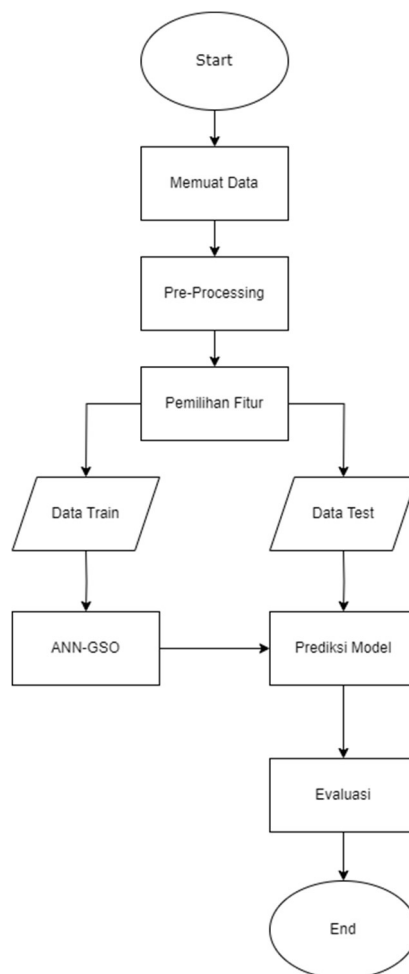 Start
Memuat Data
Pre-Processing
Pemilihan Fitur
Data Train
Data Test
ANN-GSO
Prediksi Model
Evaluasi
End